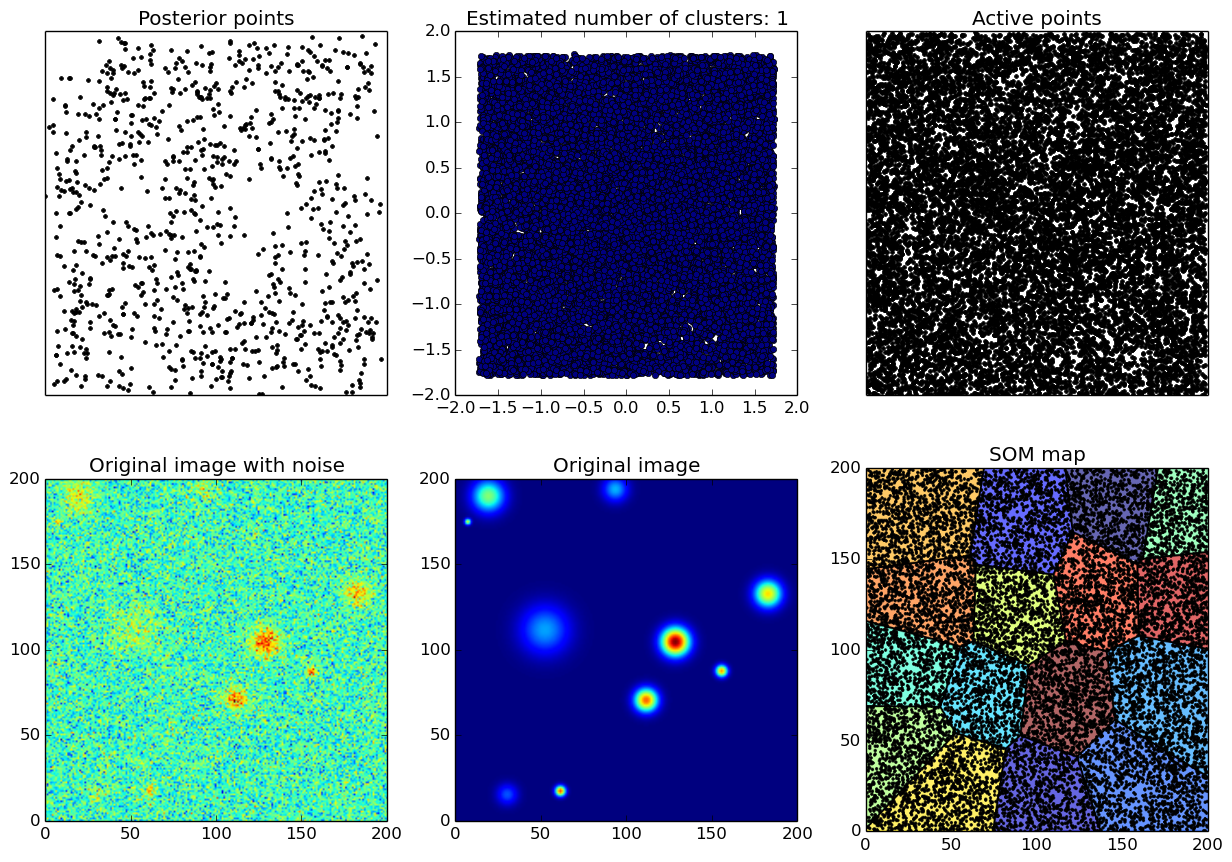 Posterior points
Estimated number of clusters: 1
Active points
2.0
1.5
1.0
0.5
0.0
−0.5
−1.0
−1.5
−2.0
−2.0 −1.5 −1.0 −0.5 0.0 0.5 1.0 1.5 2.0
Original image with noise
Original image
SOM map
200
150
100
50
0
0 50 100 150 200
200
150
100
50
0
0 50 100 150 200
200
150
100
50
0
0 50 100 150 200